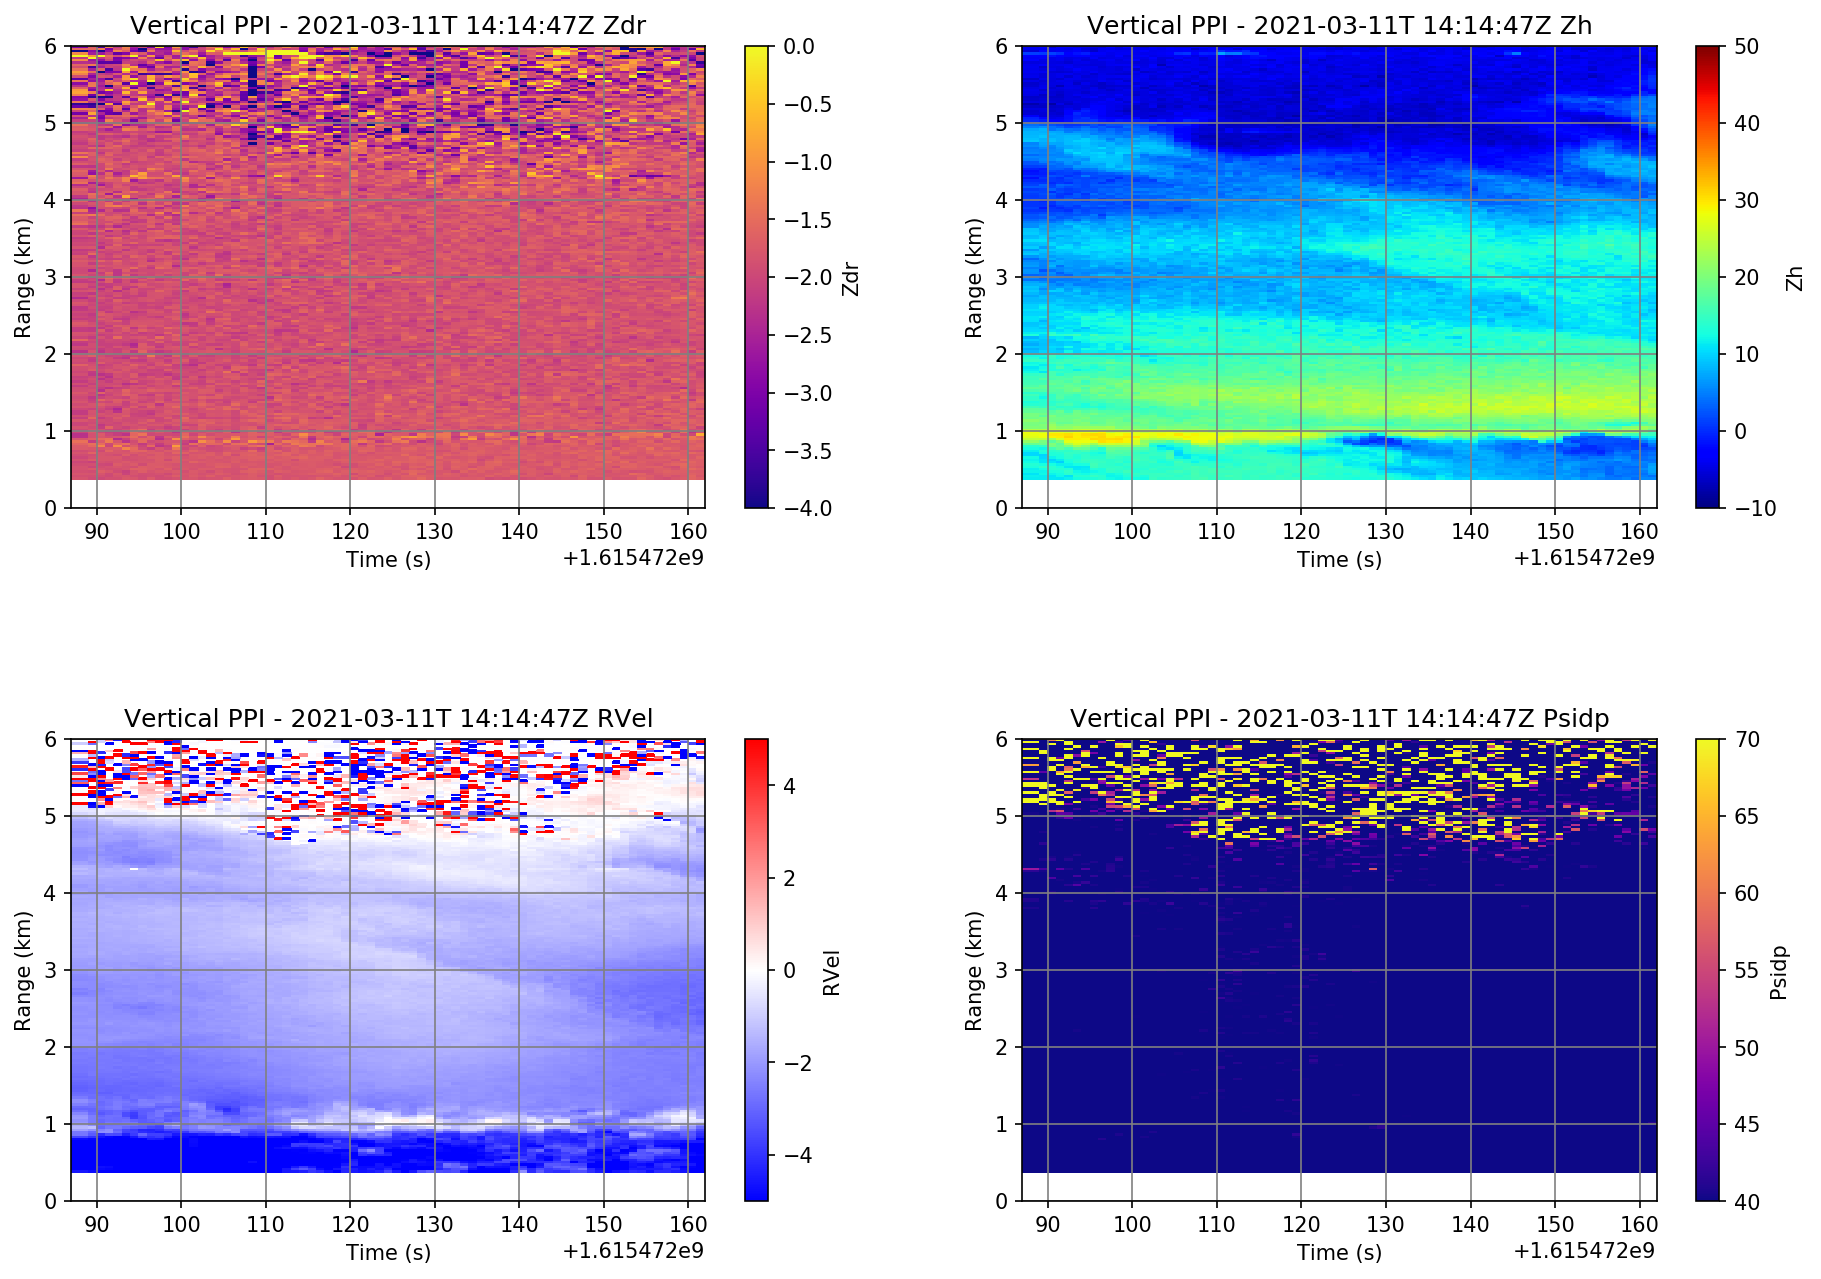 Vertical PPI - 2021-03-11T 14:14:47Z Zdr
6
5
4
3
2
1
0
Range (km)
90 100 110 120 130 140 150 160
Time (s)
+1.615472e9
0.0
−0.5
−1.0
−1.5
−2.0
−2.5
−3.0
−3.5
−4.0
Zdr
Vertical PPI - 2021-03-11T 14:14:47Z Zh
6
5
4
3
2
1
0
Range (km)
90 100 110 120 130 140 150 160
Time (s)
+1.615472e9
50
40
30
20
10
0
−10
Zh
Vertical PPI - 2021-03-11T 14:14:47Z RVel
6
5
4
3
2
1
0
Range (km)
90 100 110 120 130 140 150 160
Time (s)
+1.615472e9
4
2
0
−2
−4
RVel
Vertical PPI - 2021-03-11T 14:14:47Z Psidp
6
5
4
3
2
1
0
Range (km)
90 100 110 120 130 140 150 160
Time (s)
+1.615472e9
70
65
60
55
50
45
40
Psidp